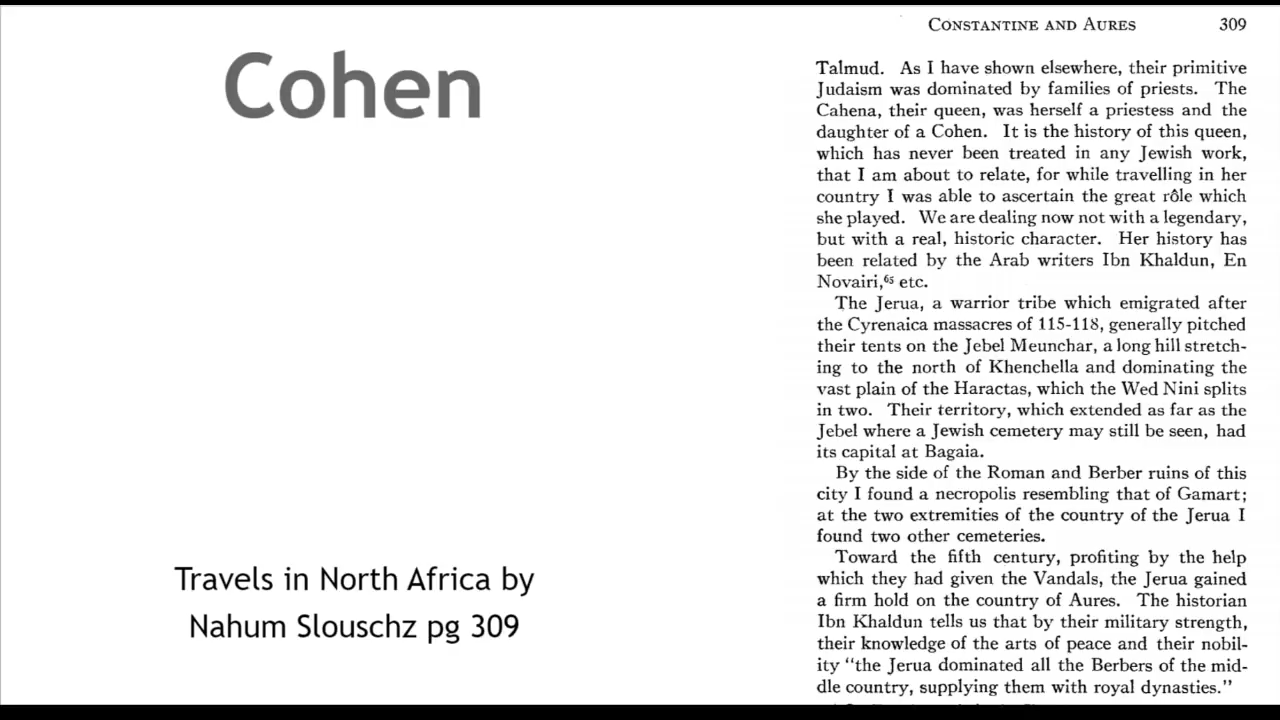 Cohen
Travels in North Africa by
Nahum Slouschz pg 309
CONSTANTINE AND AURES 309
Talmud. As I have shown elsewhere, their primitive
Judaism was dominated by families of priests. The
Cahena, their queen, was herself a priestess and the
daughter of a Cohen. It is the history of this queen,
which has never been treated in any Jewish work,
that I am about to relate, for while travelling in her
country I was able to ascertain the great rôle which
she played. We are dealing now not with a legendary,
but with a real, historic character. Her history has
been related by the Arab writers Ibn Khaldun, En
Novairi,⁶⁵ etc.
The Jerua, a warrior tribe which emigrated after
the Cyrenaica massacres of 115-118, generally pitched
their tents on the Jebel Meunchar, a long hill stretch-
ing to the north of Khenchella and dominating the
vast plain of the Haractas, which the Wed Nini splits
in two. Their territory, which extended as far as the
Jebel where a Jewish cemetery may still be seen, had
its capital at Bagaia.
By the side of the Roman and Berber ruins of this
city I found a necropolis resembling that of Gamart;
at the two extremities of the country of the Jerua I
found two other cemeteries.
Toward the fifth century, profiting by the help
which they had given the Vandals, the Jerua gained
a firm hold on the country of Aures. The historian
Ibn Khaldun tells us that by their military strength,
their knowledge of the arts of peace and their nobil-
ity "the Jerua dominated all the Berbers of the mid-
dle country, supplying them with royal dynasties."